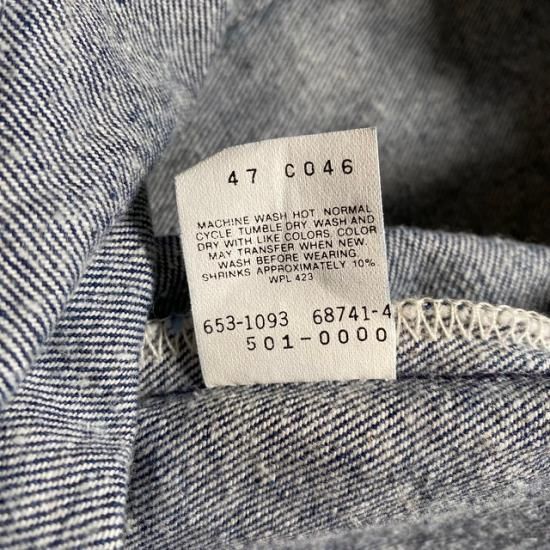 47 C046
MACHINE WASH HOT, NORMAL
CYCLE, TUMBLE DRY, WASH AND
DRY WITH LIKE COLORS, COLOR
MAY TRANSFER WHEN NEW.
WASH BEFORE WEARING.
SHRINKS APPROXIMATELY 10%
WPL 423
653-1093 68741-4
501-0000